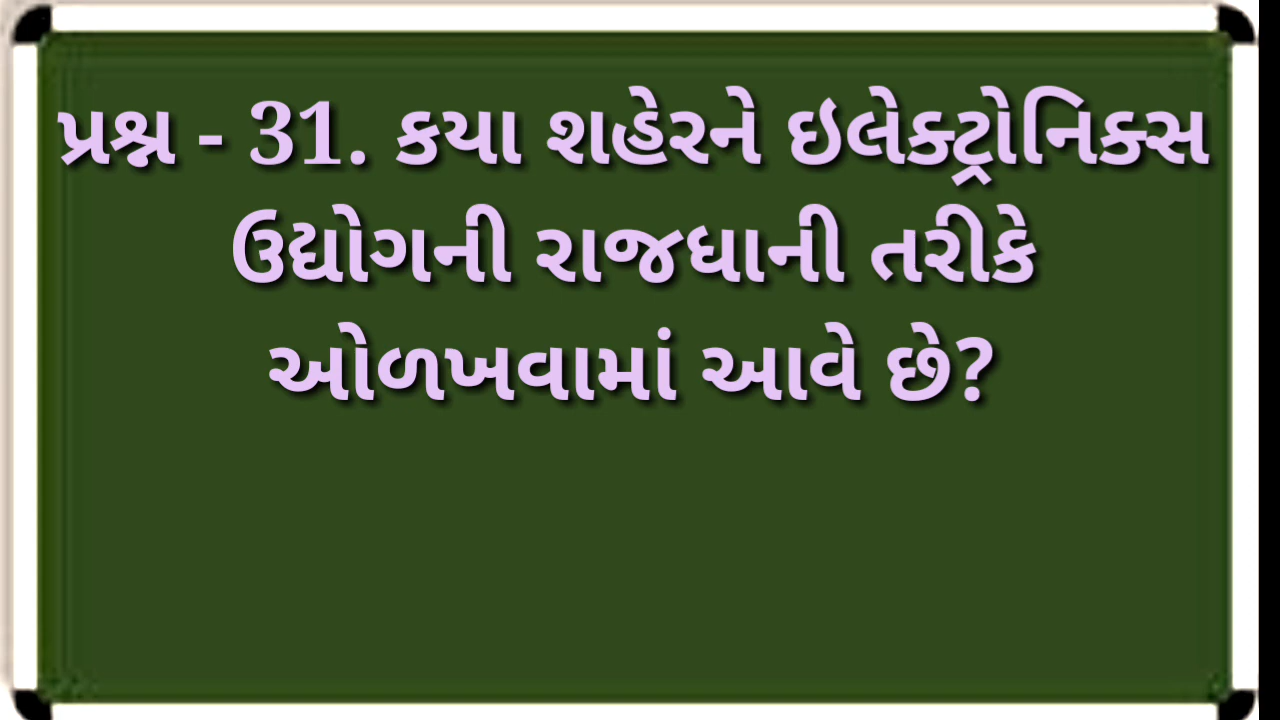 પ્રશ્ન - 31. કયા શહેરને ઇલેક્ટ્રોનિક્સ
ઉદ્યોગની રાજધાની તરીકે
ઓળખવામાં આવે છે?